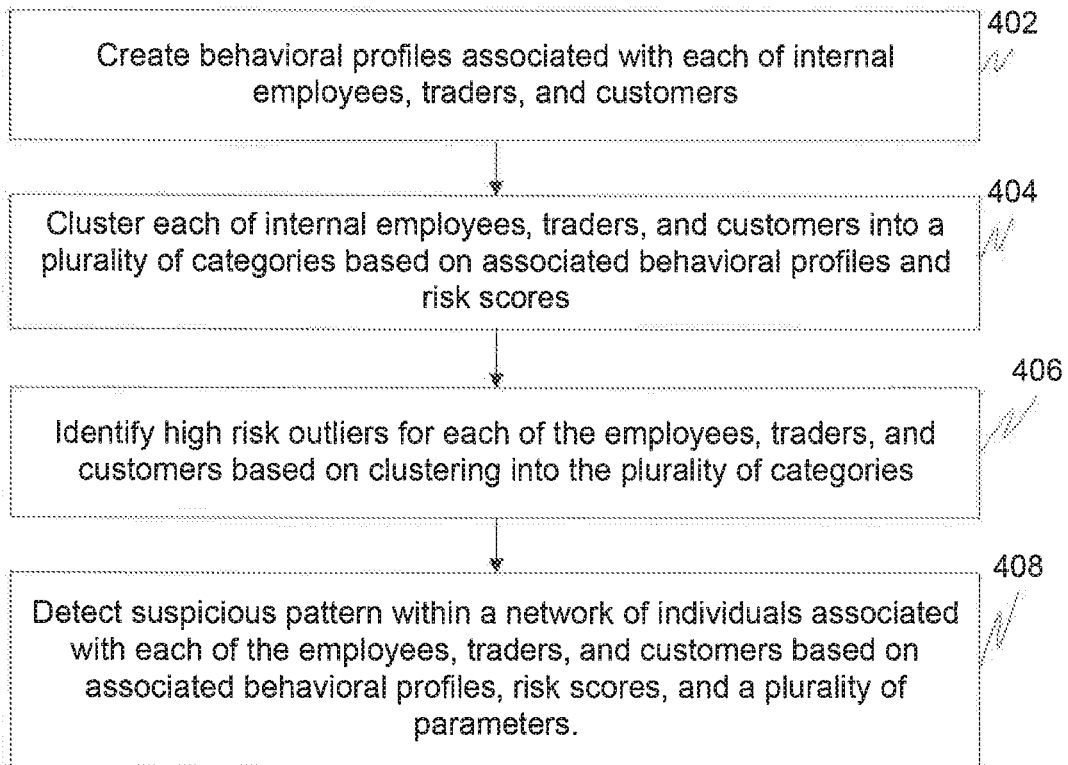 402
Create behavioral profiles associated with each of internal
employees, traders, and customers
404
Cluster each of internal employees, traders, and customers into a
plurality of categories based on associated behavioral profiles and
risk scores
406
Identify high risk outliers for each of the employees, traders, and
customers based on clustering into the plurality of categories
408
Detect suspicious pattern within a network of individuals associated
with each of the employees, traders, and customers based on
associated behavioral profiles, risk scores, and a plurality of
parameters.